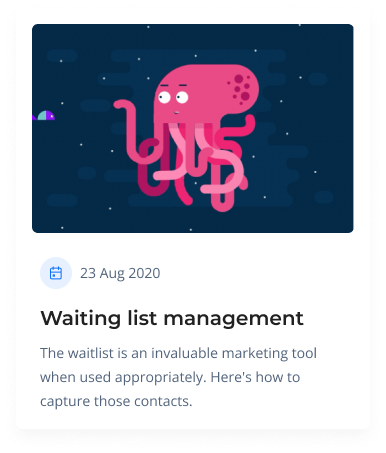 23 Aug 2020
Waiting list management
The waitlist is an invaluable marketing tool
when used appropriately. Here's how to
capture those contacts.